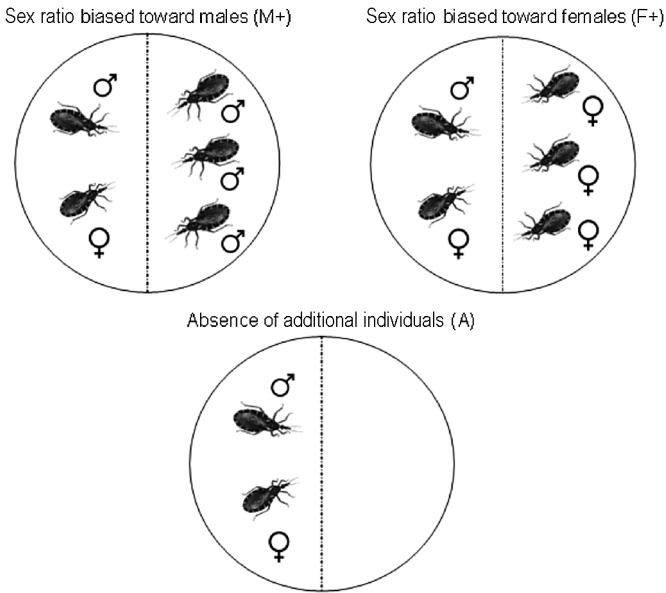 Sex ratio biased toward males (M+)
Sex ratio biased toward females (F+)
Absence of additional individuals (A)